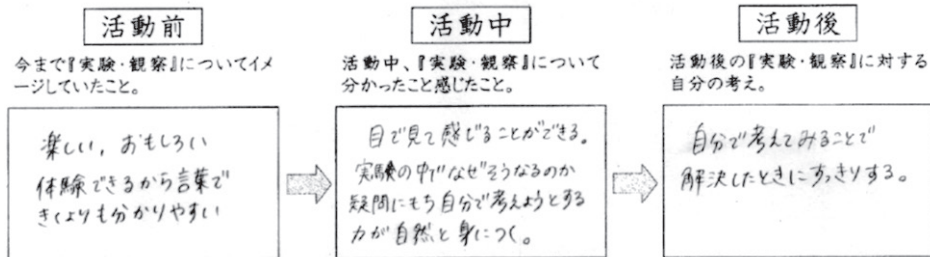 活動前
今まで『実験・観察』についてイメ
ージしていたこと。
楽しい，おもしろい
体験できるから言葉で
きくよりも分かりやすい
活動中
活動中、『実験・観察』について
分かったこと感じたこと。
目で見て感じることができる。
実験の中でなぜそうなるのか
疑問にもち自分で考えようとする
力が自然と身につく。
活動後
活動後の『実験・観察』に対する
自分の考え。
自分で考えてみることで
解決したときにすっきりする。